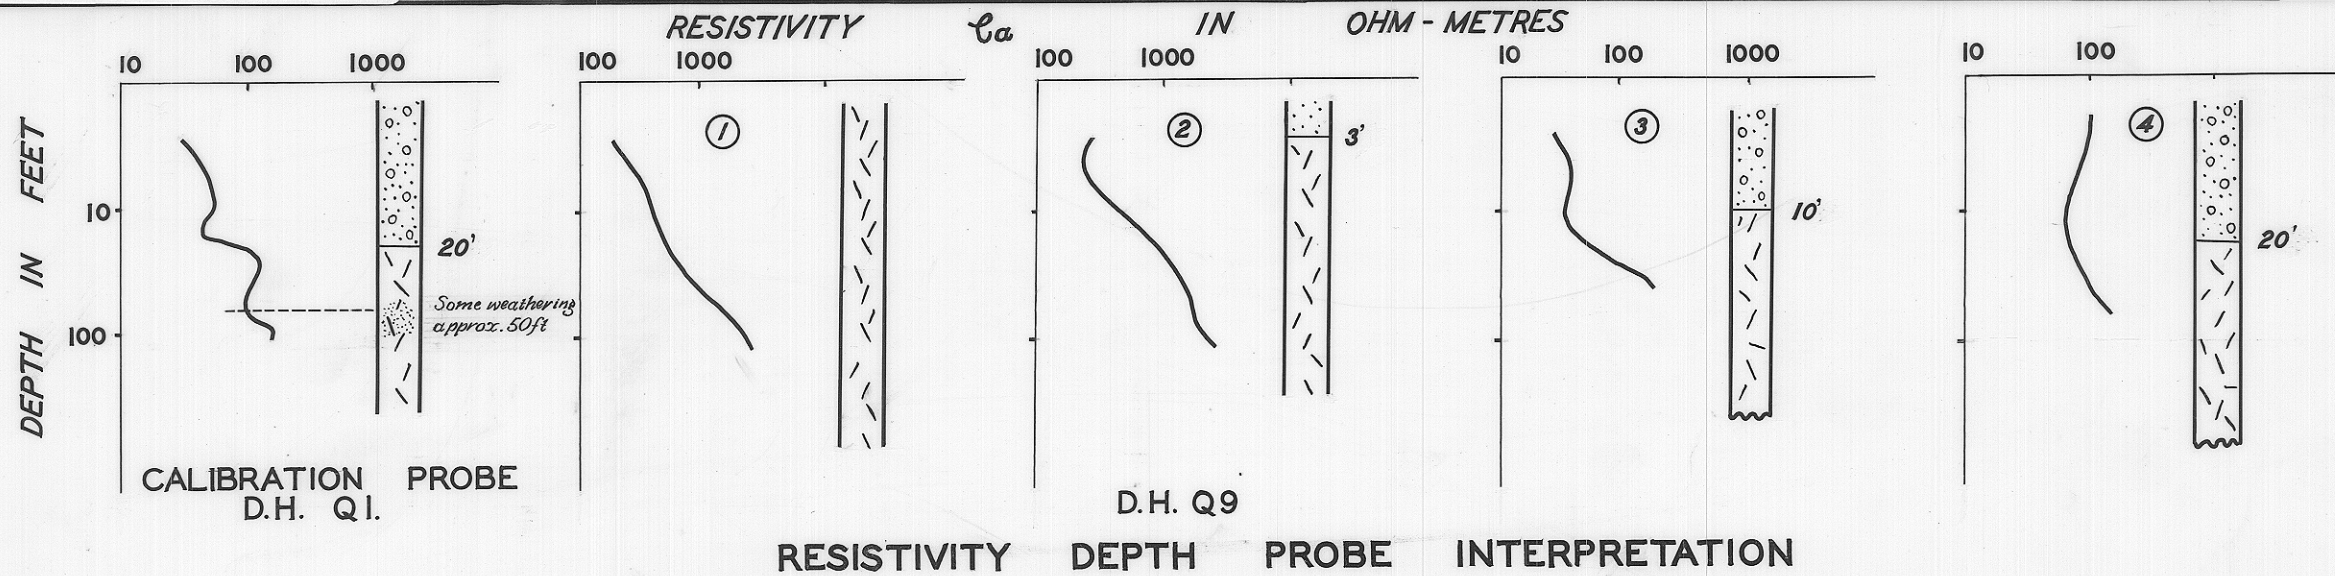 RESISTIVITY ρa IN OHM-METRES
10 100 1000
100 1000
100 1000
10 100 1000
10 100
DEPTH IN FEET
10
100
20'
Some weathering
approx. 50ft
1
2
3'
3
10'
4
20'
CALIBRATION PROBE
D.H. Q1.
D.H. Q9
RESISTIVITY DEPTH PROBE INTERPRETATION